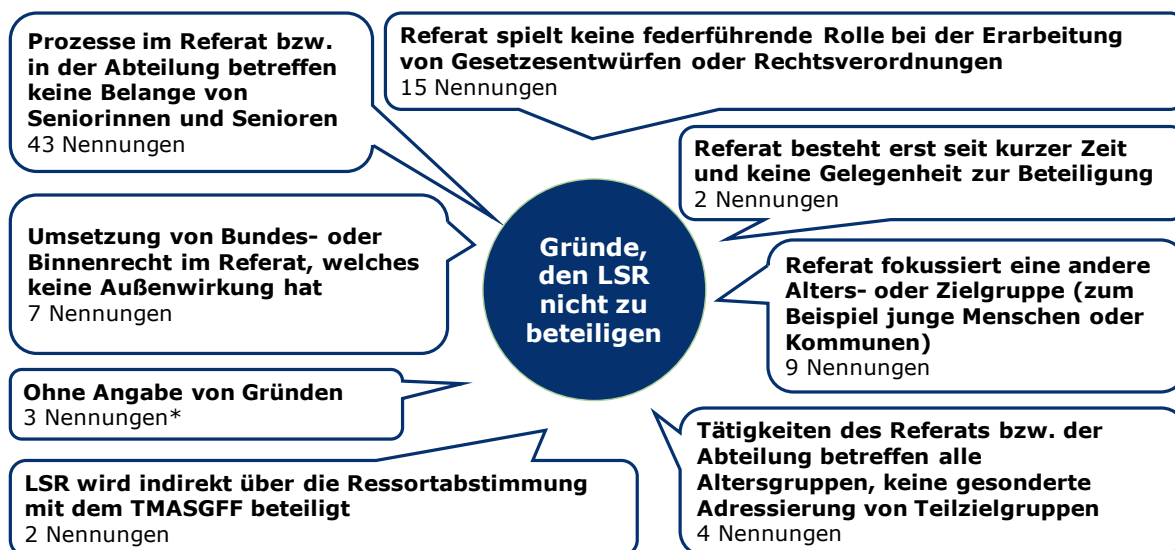 Prozesse im Referat bzw.
in der Abteilung betreffen
keine Belange von
Seniorinnen und Senioren
43 Nennungen
Referat spielt keine federführende Rolle bei der Erarbeitung
von Gesetzesentwürfen oder Rechtsverordnungen
15 Nennungen
Referat besteht erst seit kurzer Zeit
und keine Gelegenheit zur Beteiligung
2 Nennungen
Umsetzung von Bundes- oder
Binnenrecht im Referat, welches
keine Außenwirkung hat
7 Nennungen
Gründe,
den LSR
nicht zu
beteiligen
Referat fokussiert eine andere
Alters- oder Zielgruppe (zum
Beispiel junge Menschen oder
Kommunen)
9 Nennungen
Ohne Angabe von Gründen
3 Nennungen*
Tätigkeiten des Referats bzw. der
Abteilung betreffen alle
Altersgruppen, keine gesonderte
Adressierung von Teilzielgruppen
4 Nennungen
LSR wird indirekt über die Ressortabstimmung
mit dem TMASGFF beteiligt
2 Nennungen